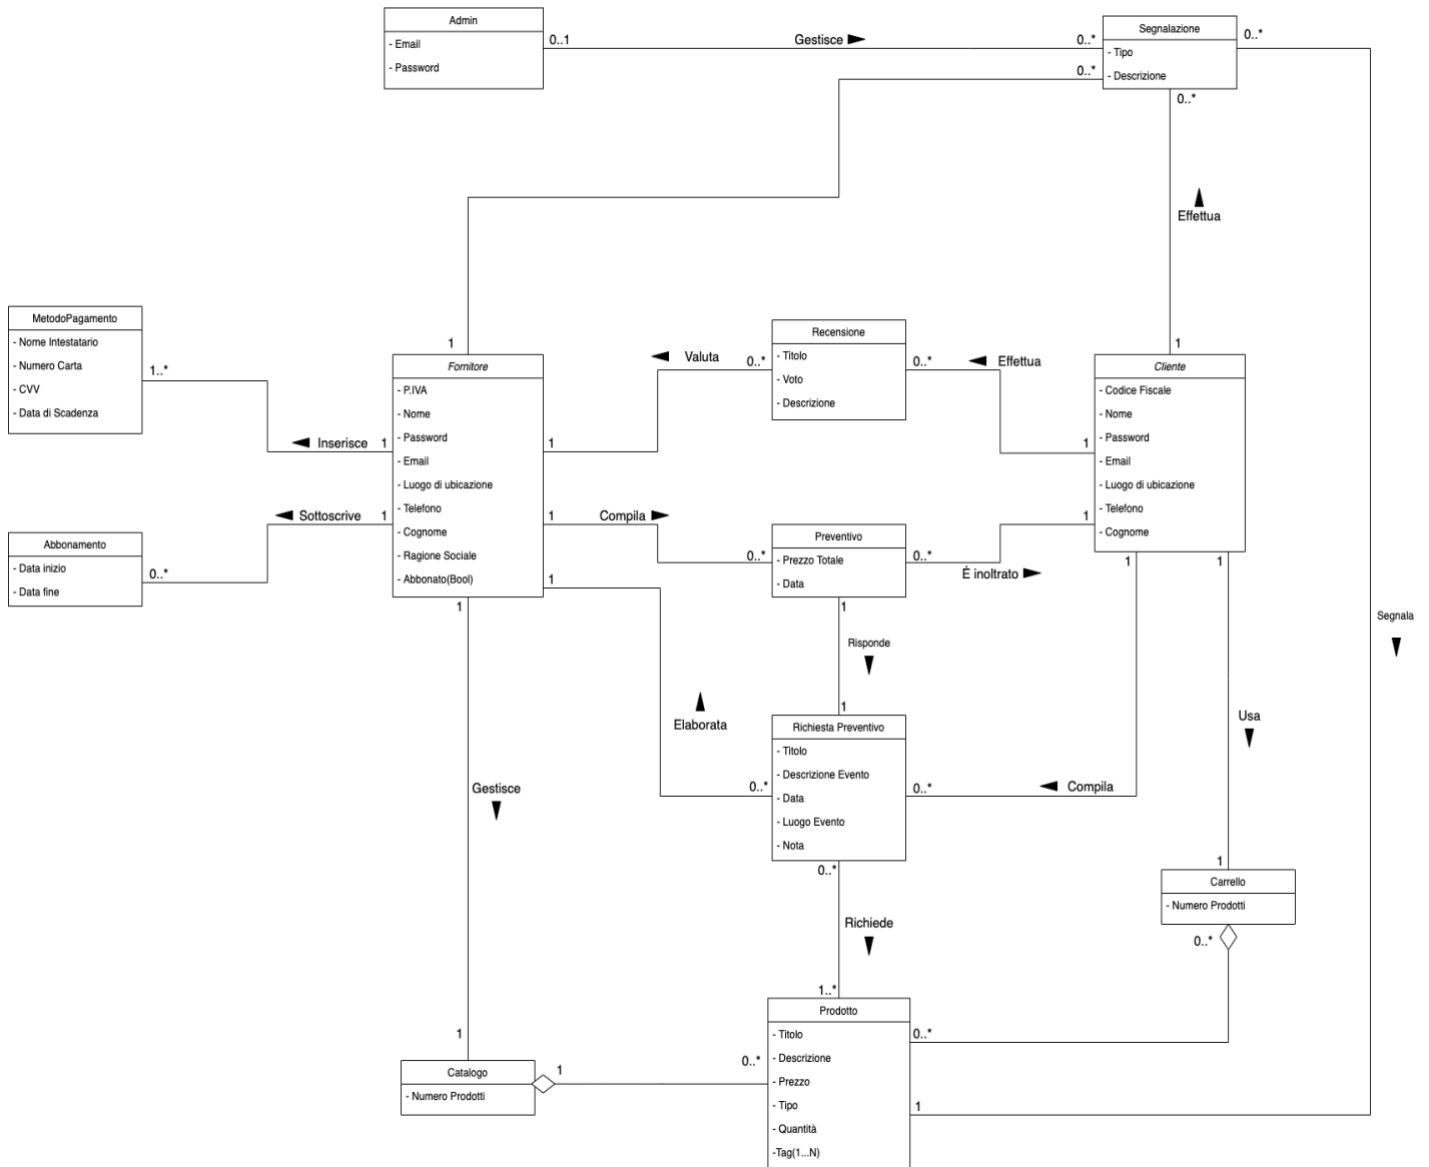 Admin
- Email
- Password
0..1
Gestisce
0..*
0..*
Segnalazione
- Tipo
- Descrizione
0..*
0..*
Effettua
1
1
MetodoPagamento
- Nome Intestatario
- Numero Carta
- CVV
- Data di Scadenza
1..*
Inserisce
1
Fornitore
- P.IVA
- Nome
- Password
- Email
- Luogo di ubicazione
- Telefono
- Cognome
- Ragione Sociale
- Abbonato(Bool)
Valuta
0..*
1
Recensione
- Titolo
- Voto
- Descrizione
0..*
Effettua
1
Cliente
- Codice Fiscale
- Nome
- Password
- Email
- Luogo di ubicazione
- Telefono
- Cognome
Sottoscrive
1
Abbonamento
- Data inizio
- Data fine
0..*
1
Compila
0..*
Preventivo
- Prezzo Totale
- Data
0..*
1
É inoltrato
1
1
1
1
1
Segnala
Risponde
Elaborata
1
Richiesta Preventivo
- Titolo
- Descrizione Evento
- Data
- Luogo Evento
- Nota
Usa
Gestisce
0..*
0..*
Compila
0..*
1
Carrello
- Numero Prodotti
Richiede
0..*
1..*
Prodotto
- Titolo
- Descrizione
- Prezzo
- Tipo
- Quantità
-Tag(1...N)
0..*
1
Catalogo
- Numero Prodotti
1
0..*
1